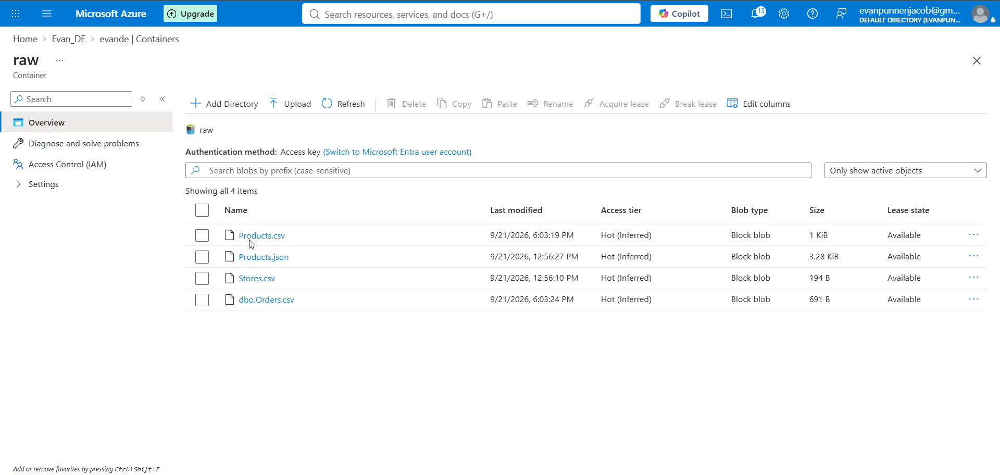 Microsoft Azure
Upgrade
Search resources, services, and docs (G+/)
Copilot
13
evanpunnenjacob@gm...
DEFAULT DIRECTORY (EVANPUN...
Home > Evan_DE > evande | Containers
raw ...
Container
Search
Overview
Diagnose and solve problems
Access Control (IAM)
Settings
Add Directory Upload Refresh Delete Copy Paste Rename Acquire lease Break lease Edit columns
raw
Authentication method: Access key (Switch to Microsoft Entra user account)
Search blobs by prefix (case-sensitive)
Only show active objects
Showing all 4 items
Name Last modified Access tier Blob type Size Lease state
Products.csv 9/21/2026, 6:03:19 PM Hot (Inferred) Block blob 1 KiB Available ...
Products.json 9/21/2026, 12:56:27 PM Hot (Inferred) Block blob 3.28 KiB Available ...
Stores.csv 9/21/2026, 12:56:10 PM Hot (Inferred) Block blob 194 B Available ...
dbo.Orders.csv 9/21/2026, 6:03:24 PM Hot (Inferred) Block blob 691 B Available ...
Add or remove favorites by pressing Ctrl+Shift+F